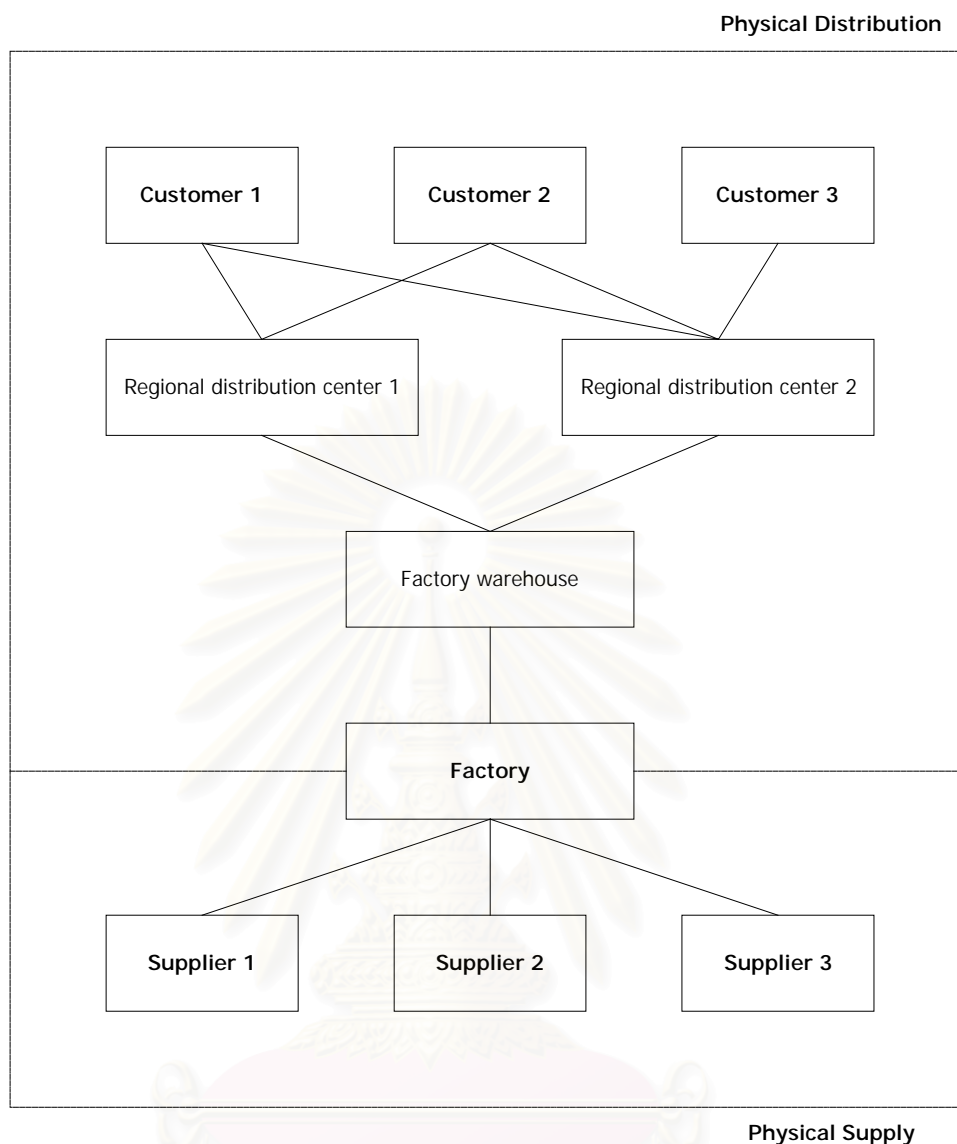 Physical Distribution
Customer 1
Customer 2
Customer 3
Regional distribution center 1
Regional distribution center 2
Factory warehouse
Factory
Supplier 1
Supplier 2
Supplier 3
Physical Supply